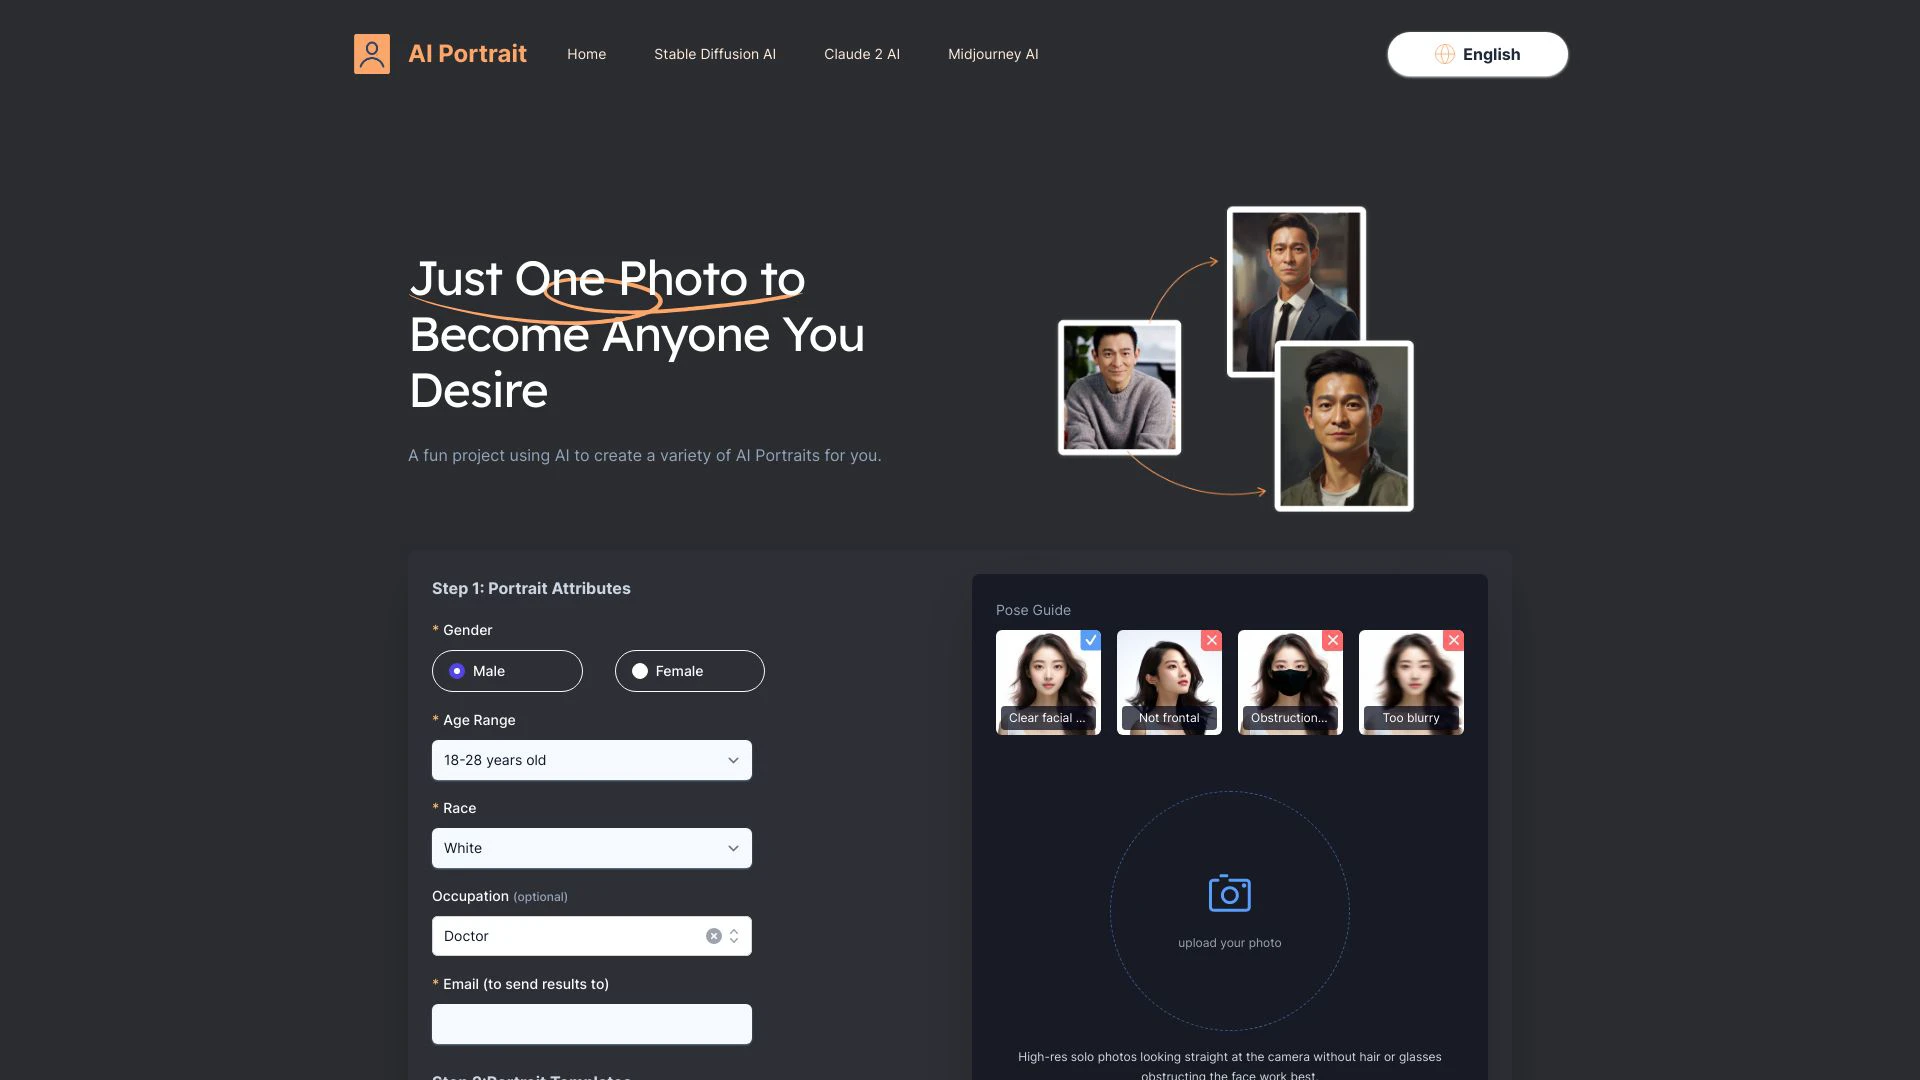 AI Portrait
Home
Stable Diffusion AI
Claude 2 AI
Midjourney AI
English
Just One Photo to
Become Anyone You
Desire
A fun project using AI to create a variety of AI Portraits for you.
Step 1: Portrait Attributes
* Gender
Male
Female
* Age Range
18-28 years old
* Race
White
Occupation (optional)
Doctor
* Email (to send results to)
Step 2:Portrait Templates
Pose Guide
Clear facial ...
Not frontal
Obstruction...
Too blurry
upload your photo
High-res solo photos looking straight at the camera without hair or glasses
obstructing the face work best.